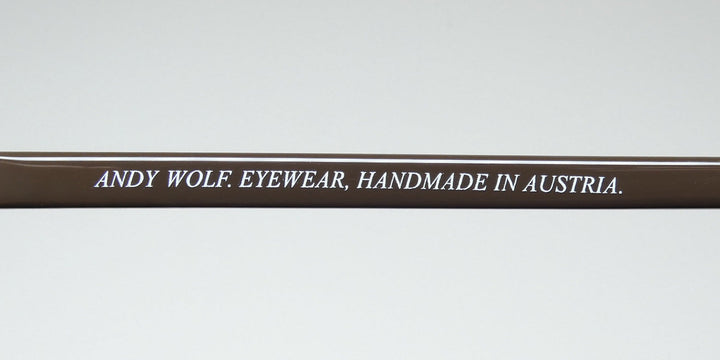 ANDY WOLF. EYEWEAR, HANDMADE IN AUSTRIA.